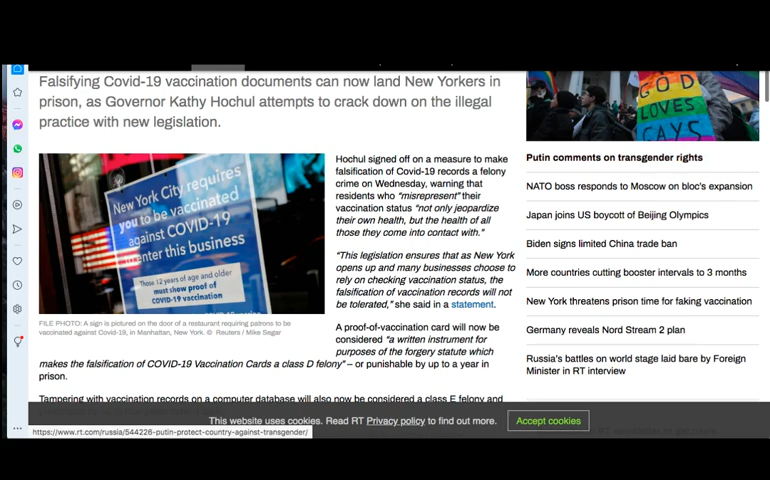 Falsifying Covid-19 vaccination documents can now land New Yorkers in
prison, as Governor Kathy Hochul attempts to crack down on the illegal
practice with new legislation.
New York City requires
you to be vaccinated
against COVID-19
to enter this business
Those 12 years of age and older
must show proof of
COVID-19 vaccination
FILE PHOTO: A sign is pictured on the door of a restaurant requiring patrons to be
vaccinated against Covid, in Manhattan, New York. © Reuters / Mike Segar
Hochul signed off on a measure to make
falsification of Covid-19 records a felony
crime on Wednesday, warning that
residents who “misrepresent” their
vaccination status “not only jeopardize
their own health, but the health of all
those they come into contact with.”
“This legislation ensures that as New York
opens up and many businesses choose to
rely on checking vaccination status, the
falsification of vaccination records will not
be tolerated,” she said in a statement.
A proof-of-vaccination card will now be
considered “a written instrument for
purposes of the forgery statute which
makes the falsification of COVID-19 Vaccination Cards a class D felony” – or punishable by up to a year in
prison.
Tampering with vaccination records on a computer database will also now be considered a class E felony and
GOD
LOVES
GAYS
Putin comments on transgender rights
NATO boss responds to Moscow on bloc's expansion
Japan joins US boycott of Beijing Olympics
Biden signs limited China trade ban
More countries cutting booster intervals to 3 months
New York threatens prison time for faking vaccination
Germany reveals Nord Stream 2 plan
Russia's battles on world stage laid bare by Foreign
Minister in RT interview
This website uses cookies. Read RT Privacy policy to find out more.
Accept cookies
https://www.rt.com/russia/544226-putin-protect-country-against-transgender/